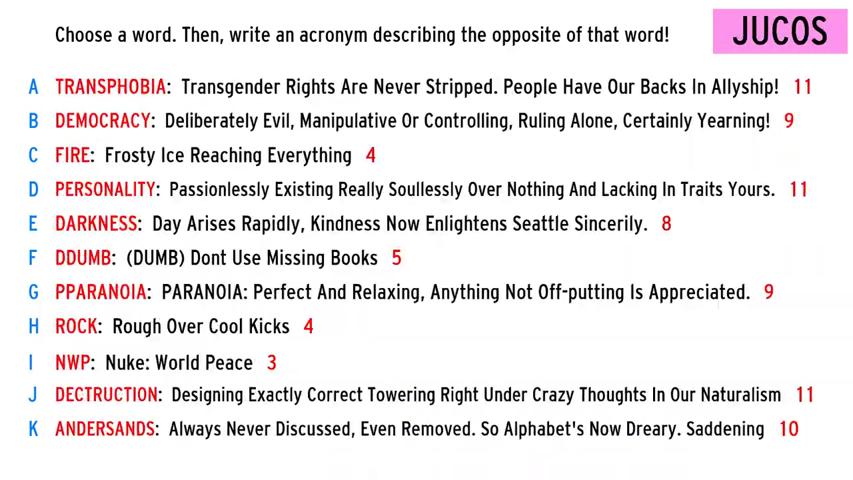 Choose a word. Then, write an acronym describing the opposite of that word!
JUCOS
A TRANSPHOBIA: Transgender Rights Are Never Stripped. People Have Our Backs In Allyship! 11
B DEMOCRACY: Deliberately Evil, Manipulative Or Controlling, Ruling Alone, Certainly Yearning! 9
C FIRE: Frosty Ice Reaching Everything 4
D PERSONALITY: Passionlessly Existing Really Soullessly Over Nothing And Lacking In Traits Yours. 11
E DARKNESS: Day Arises Rapidly, Kindness Now Enlightens Seattle Sincerily. 8
F DDUMB: (DUMB) Dont Use Missing Books 5
G PPARANOIA: PARANOIA: Perfect And Relaxing, Anything Not Off-putting Is Appreciated. 9
H ROCK: Rough Over Cool Kicks 4
I NWP: Nuke: World Peace 3
J DECTRUCTION: Designing Exactly Correct Towering Right Under Crazy Thoughts In Our Naturalism 11
K ANDERSANDS: Always Never Discussed, Even Removed. So Alphabet's Now Dreary. Saddening 10